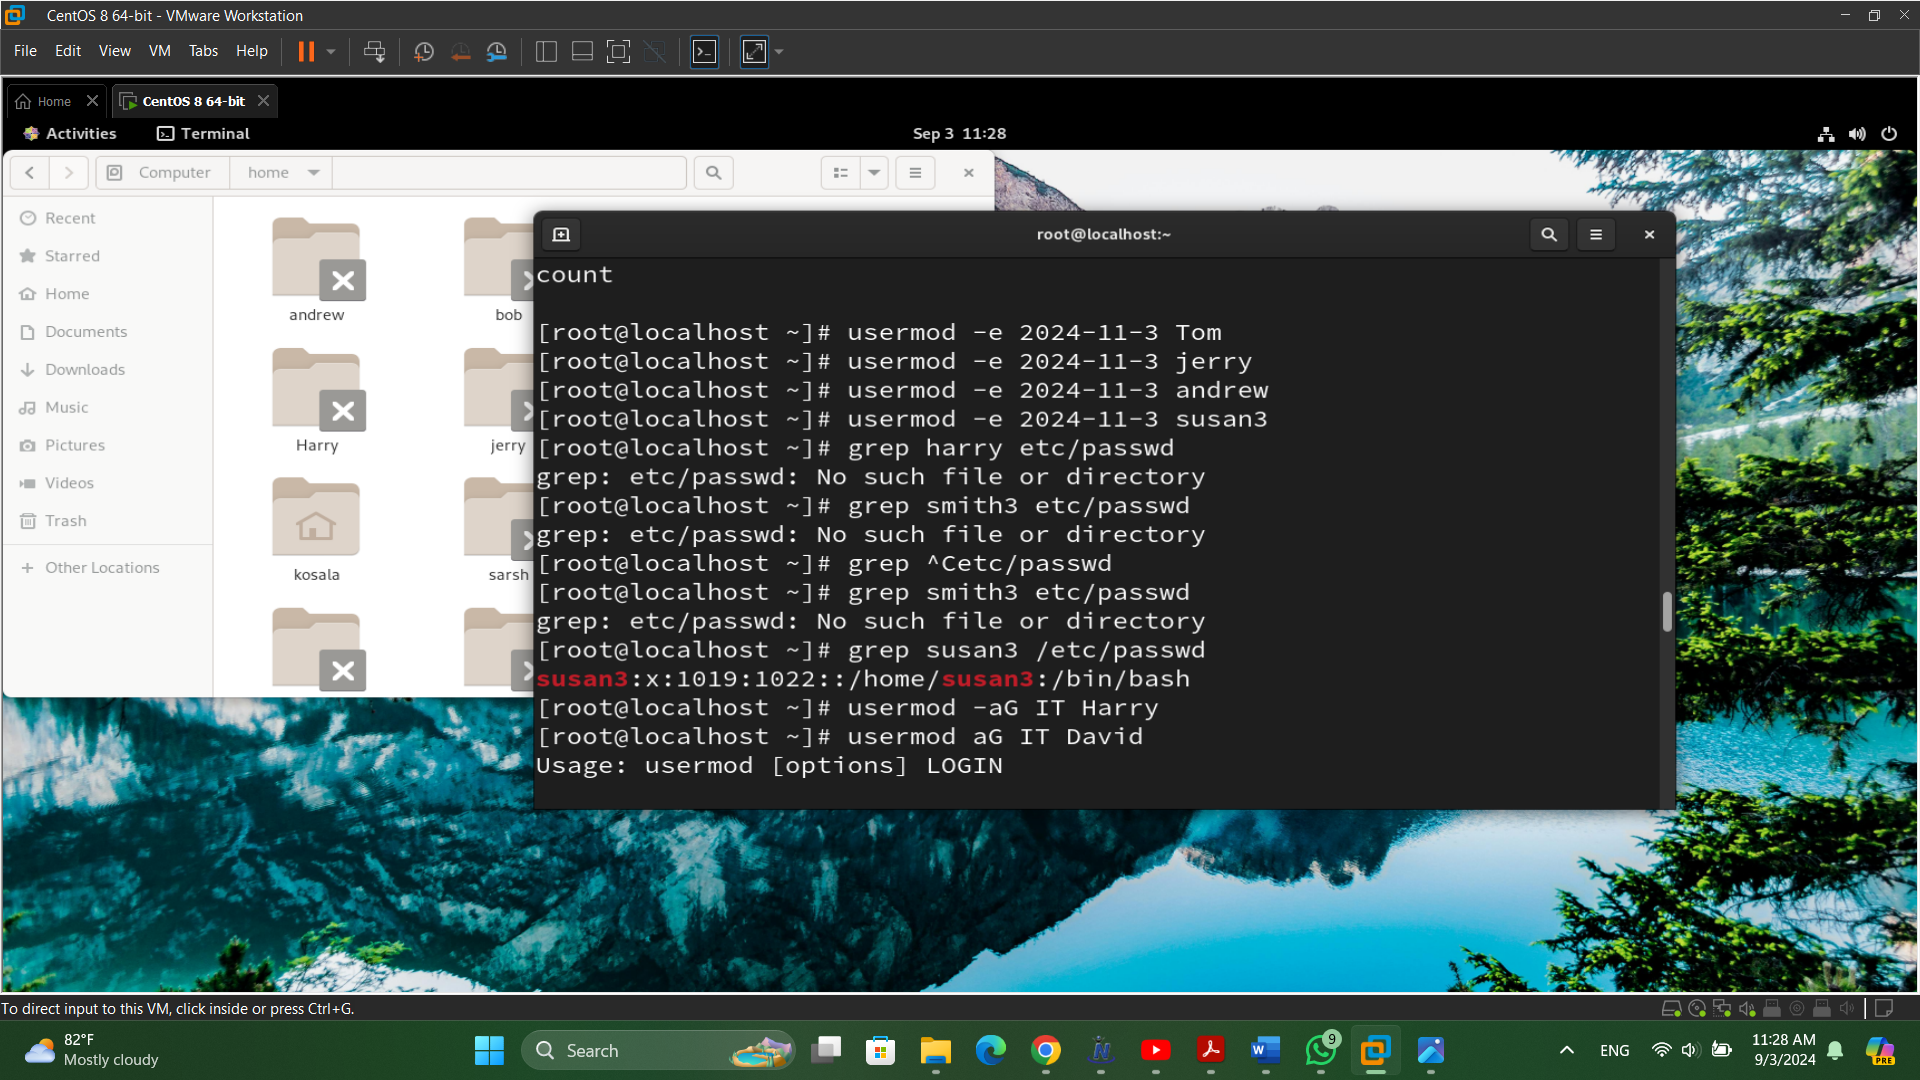 CentOS 8 64-bit - VMware Workstation
File Edit View VM Tabs Help
Home CentOS 8 64-bit
Activities Terminal Sep 3 11:28
Computer home
Recent
Starred
Home
Documents
Downloads
Music
Pictures
Videos
Trash
Other Locations
andrew bob
Harry jerry
kosala sarsh
root@localhost:~
count
[root@localhost ~]# usermod -e 2024-11-3 Tom
[root@localhost ~]# usermod -e 2024-11-3 jerry
[root@localhost ~]# usermod -e 2024-11-3 andrew
[root@localhost ~]# usermod -e 2024-11-3 susan3
[root@localhost ~]# grep harry etc/passwd
grep: etc/passwd: No such file or directory
[root@localhost ~]# grep smith3 etc/passwd
grep: etc/passwd: No such file or directory
[root@localhost ~]# grep ^Cetc/passwd
[root@localhost ~]# grep smith3 etc/passwd
grep: etc/passwd: No such file or directory
[root@localhost ~]# grep susan3 /etc/passwd
susan3:x:1019:1022::/home/susan3:/bin/bash
[root@localhost ~]# usermod -aG IT Harry
[root@localhost ~]# usermod aG IT David
Usage: usermod [options] LOGIN
To direct input to this VM, click inside or press Ctrl+G.
82°F
Mostly cloudy
Search
9
ENG
11:28 AM
9/3/2024
PRE